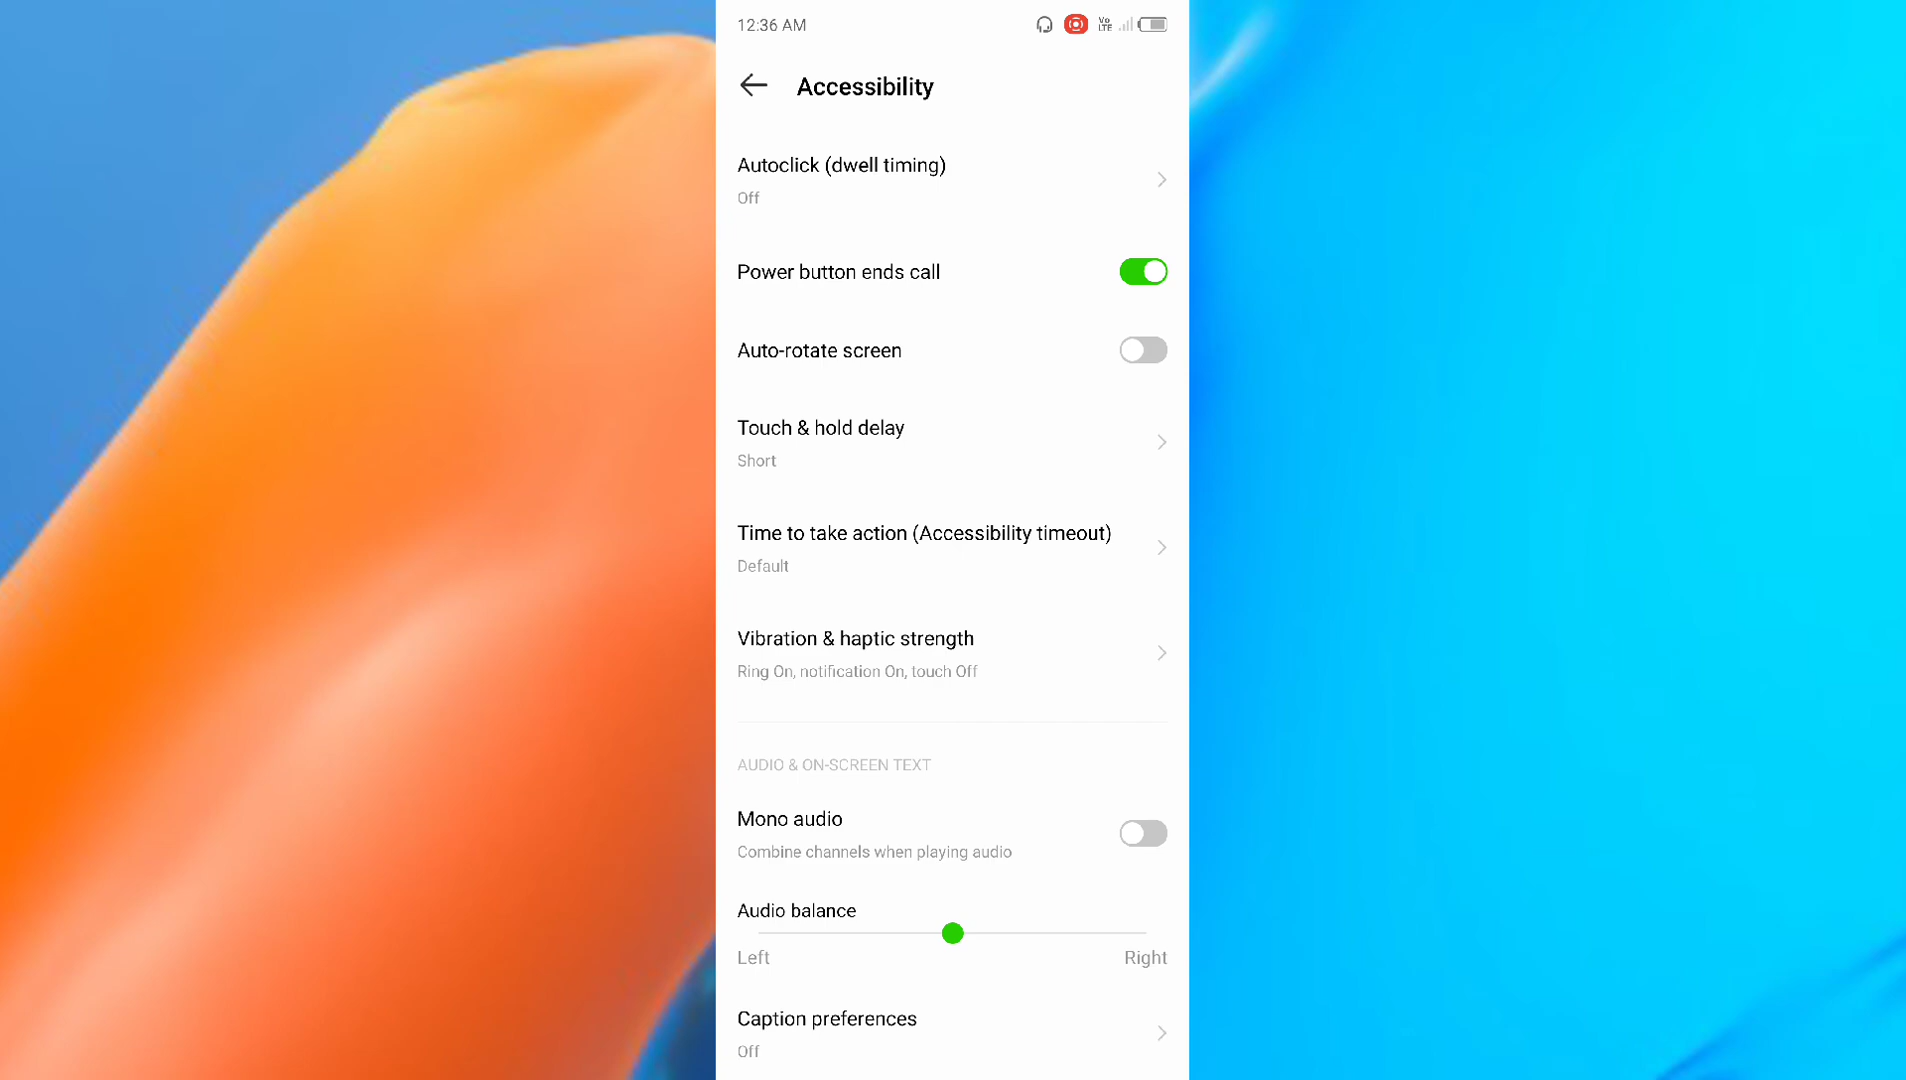 12:36 AM
Vo
LTE
Accessibility
Autoclick (dwell timing)
Off
Power button ends call
Auto-rotate screen
Touch & hold delay
Short
Time to take action (Accessibility timeout)
Default
Vibration & haptic strength
Ring On, notification On, touch Off
AUDIO & ON-SCREEN TEXT
Mono audio
Combine channels when playing audio
Audio balance
Left Right
Caption preferences
Off